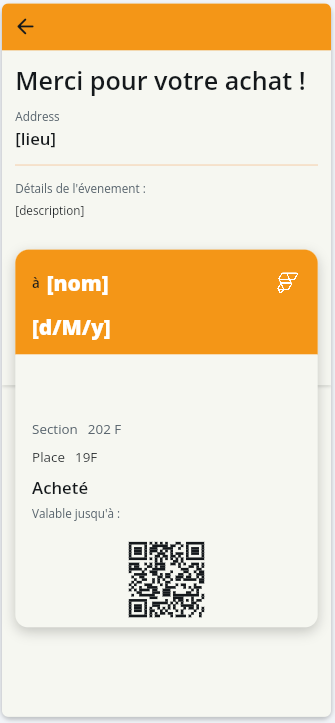 Merci pour votre achat !
Address
[lieu]
Détails de l'évenement :
[description]
à [nom]
[d/M/y]
Section 202 F
Place 19F
Acheté
Valable jusqu'à :